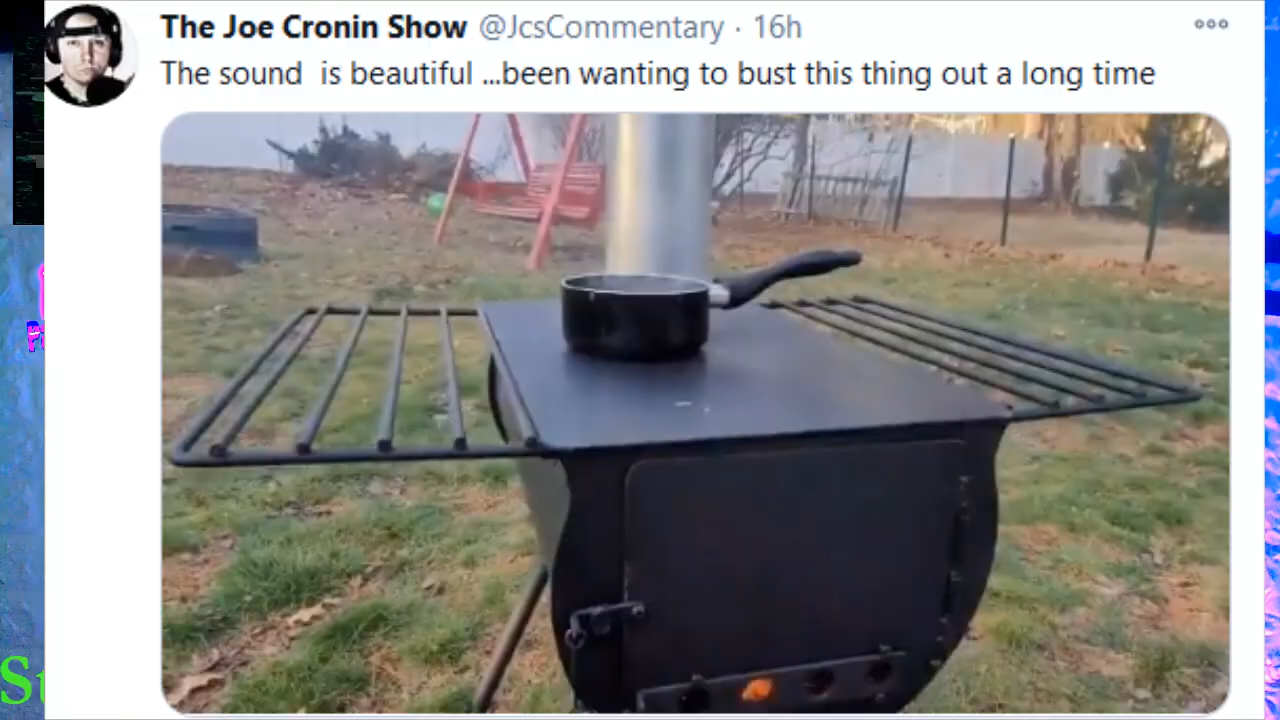 The Joe Cronin Show @JcsCommentary · 16h
The sound is beautiful ...been wanting to bust this thing out a long time
St